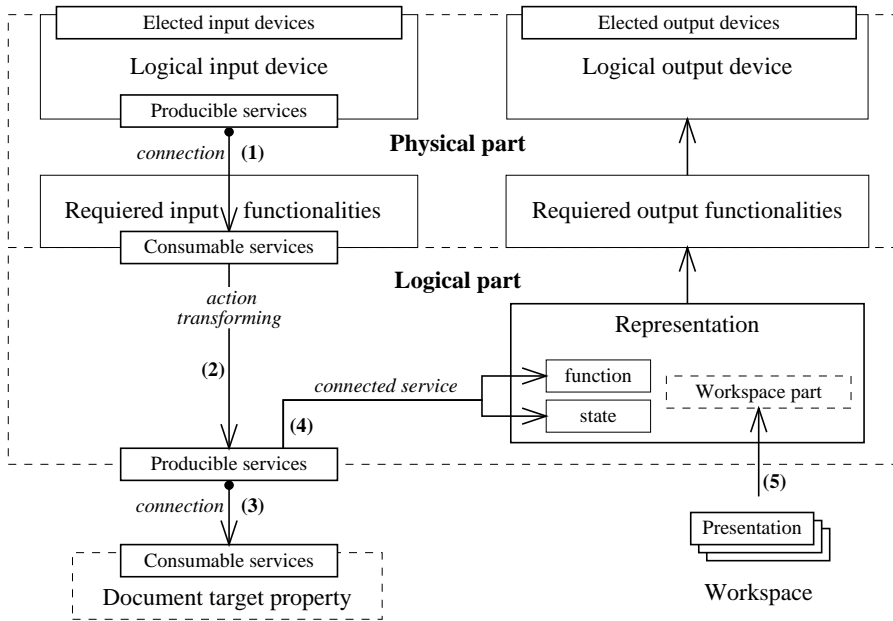 Elected input devices
Elected output devices
Logical input device
Logical output device
Producible services
Physical part
connection
(1)
Requiered input functionalities
Requiered output functionalities
Consumable services
Logical part
action
transforming
Representation
(2)
connected service
function
Workspace part
state
(4)
Producible services
(5)
connection
(3)
Presentation
Consumable services
Document target property
Workspace